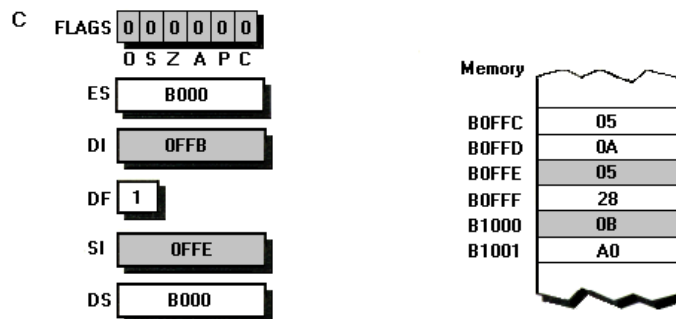 C
FLAGS 0 0 0 0 0 0
O S Z A P C
ES B000
DI 0FFB
DF 1
SI 0FFE
DS B000
Memory
B0FFC 05
B0FFD 0A
B0FFE 05
B0FFF 28
B1000 0B
B1001 A0